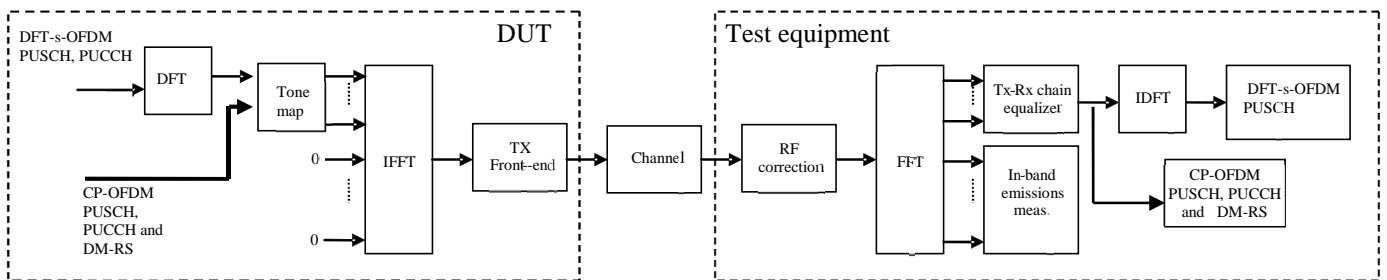 DUT
Test equipment
DFT-s-OFDM
PUSCH, PUCCH
DFT
Tone
map
0
0
CP-OFDM
PUSCH,
PUCCH and
DM-RS
IFFT
TX
Front-end
Channel
RF
correction
FFT
Tx-Rx chain
equalizer
IDFT
DFT-s-OFDM
PUSCH
In-band
emissions
meas.
CP-OFDM
PUSCH, PUCCH
and DM-RS